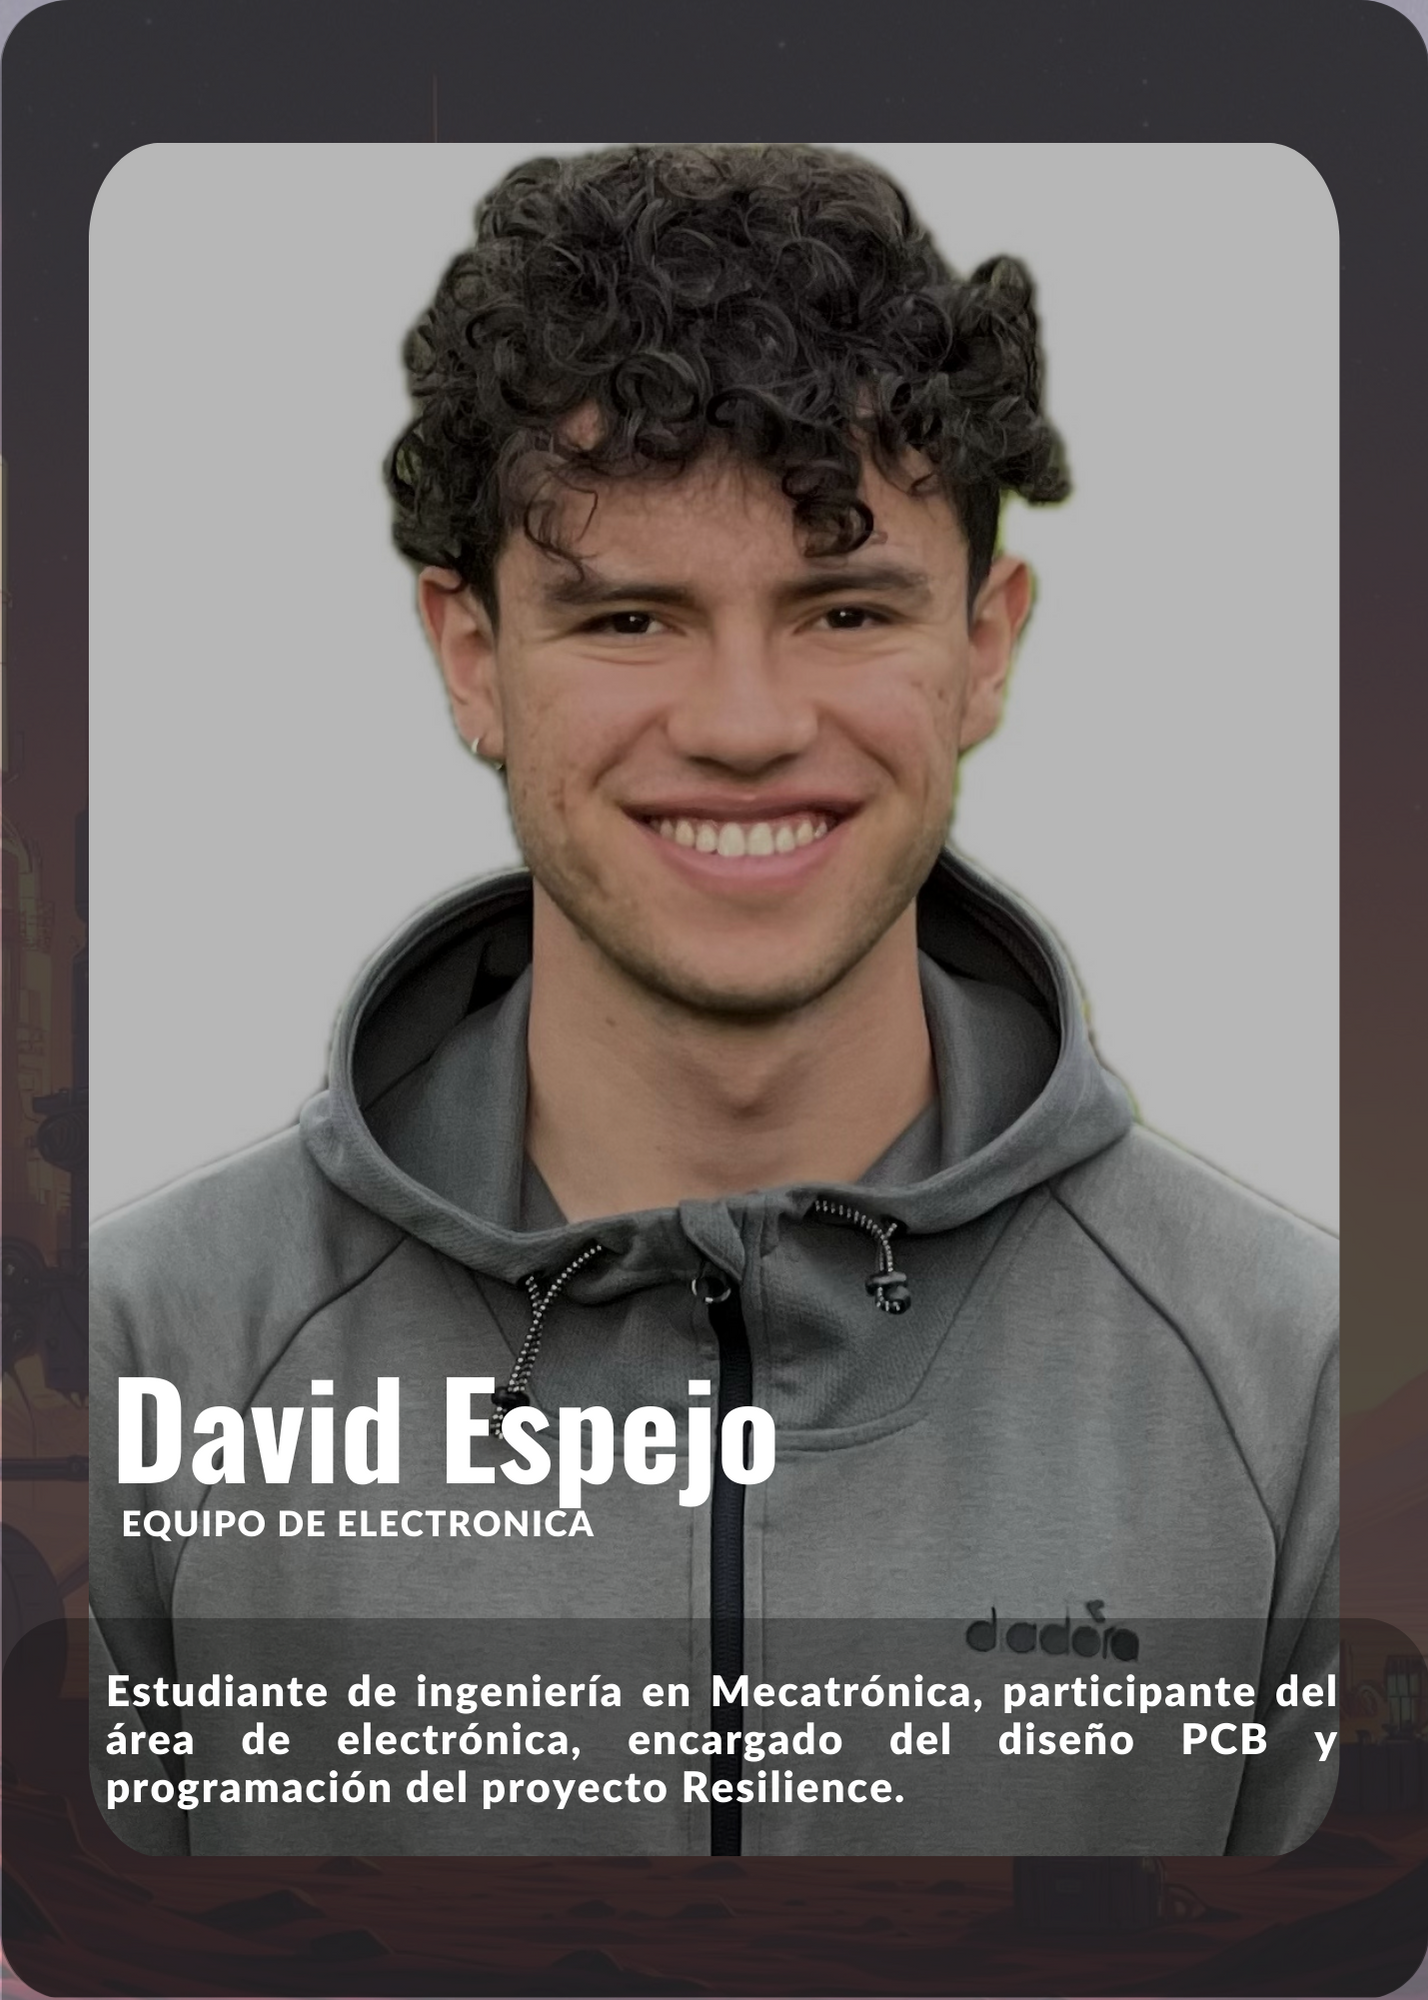 David Espejo
EQUIPO DE ELECTRONICA
diadora
Estudiante de ingeniería en Mecatrónica, participante del
área de electrónica, encargado del diseño PCB y
programación del proyecto Resilience.